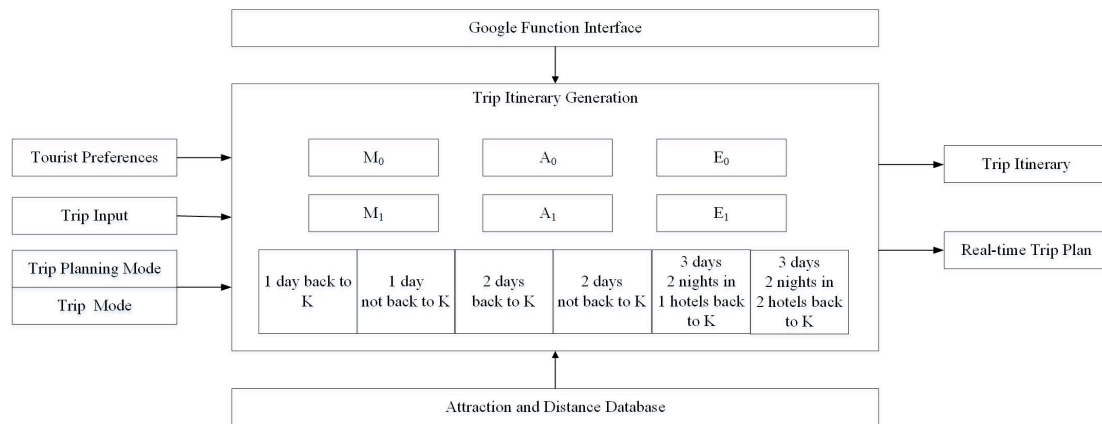 Google Function Interface
Trip Itinerary Generation
Tourist Preferences
M₀
A₀
E₀
Trip Itinerary
Trip Input
M₁
A₁
E₁
Trip Planning Mode
Trip Mode
1 day back to
K
1 day
not back to K
2 days
back to K
2 days
not back to K
3 days
2 nights in
1 hotels back
to K
3 days
2 nights in
2 hotels back
to K
Real-time Trip Plan
Attraction and Distance Database